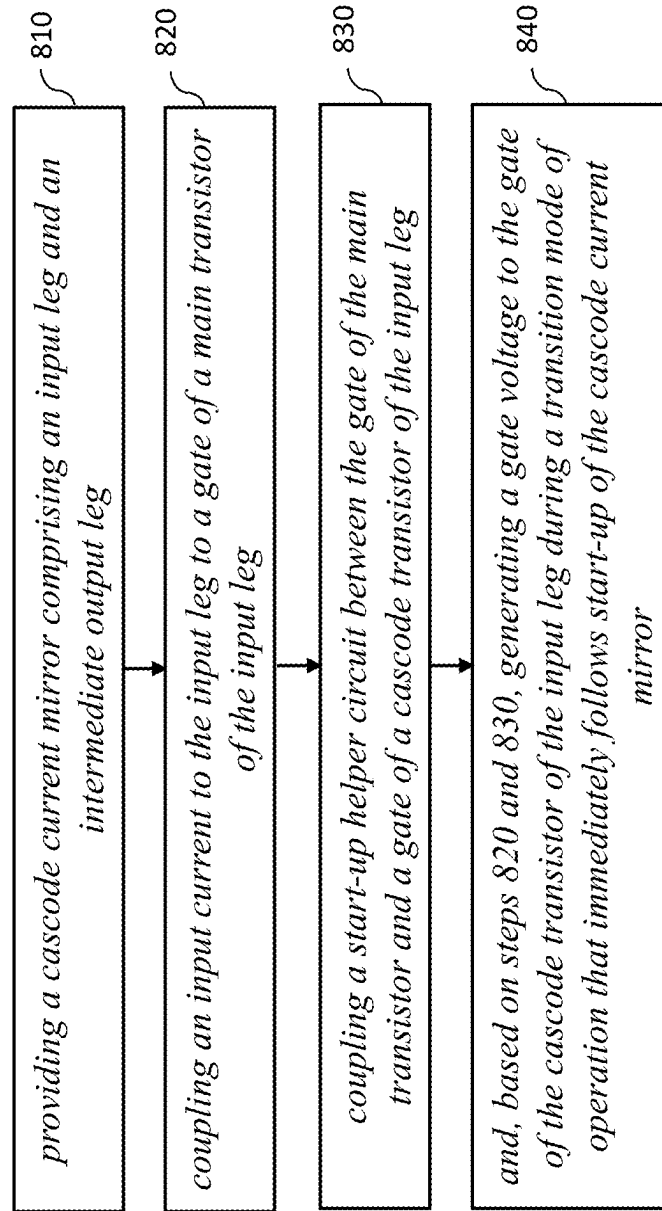 810
providing a cascode current mirror comprising an input leg and an
intermediate output leg
820
coupling an input current to the input leg to a gate of a main transistor
of the input leg
830
coupling a start-up helper circuit between the gate of the main
transistor and a gate of a cascode transistor of the input leg
840
and, based on steps 820 and 830, generating a gate voltage to the gate
of the cascode transistor of the input leg during a transition mode of
operation that immediately follows start-up of the cascode current
mirror